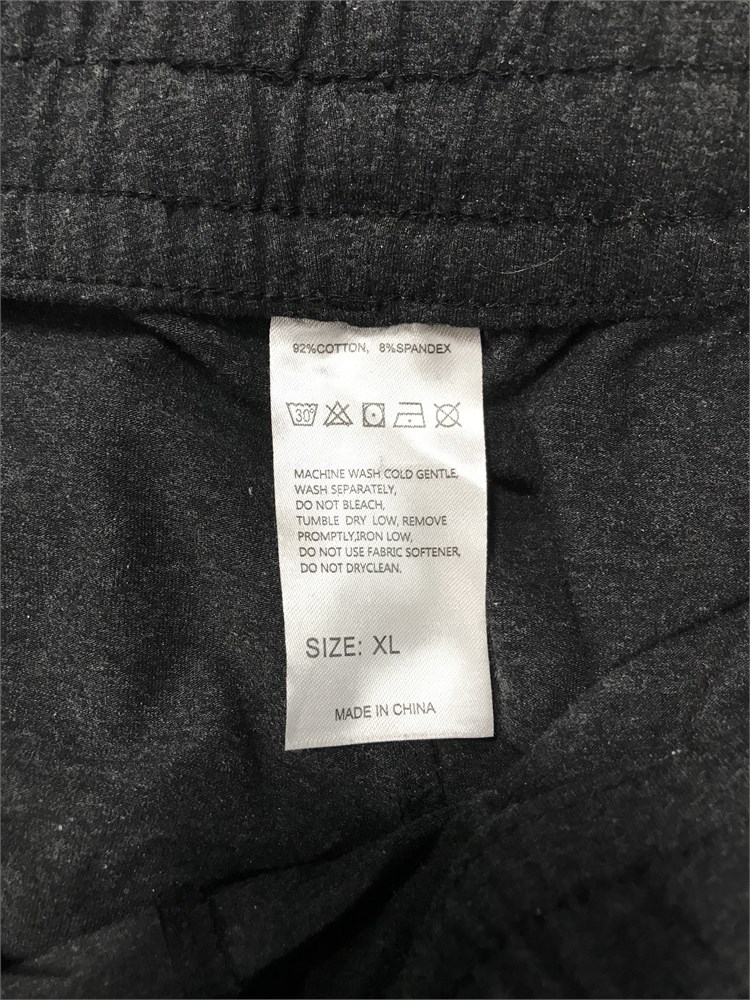 92%COTTON, 8%SPANDEX
30°
MACHINE WASH COLD GENTLE,
WASH SEPARATELY,
DO NOT BLEACH,
TUMBLE DRY LOW, REMOVE
PROMPTLY,IRON LOW,
DO NOT USE FABRIC SOFTENER,
DO NOT DRYCLEAN.
SIZE: XL
MADE IN CHINA